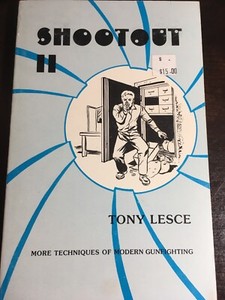 SHOOTOUT
II
$15.00
TONY LESCE
MORE TECHNIQUES OF MODERN GUNFIGHTING